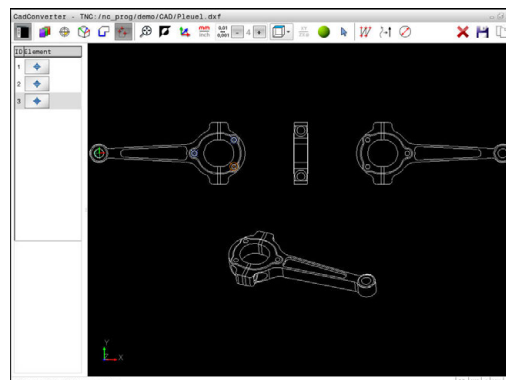 CadConverter - TNC:/nc_prog/demo/CAD/Pleuel.dxf
mm inch 0.01 0,001 4
ID Element
1
2
3
Y
Z X